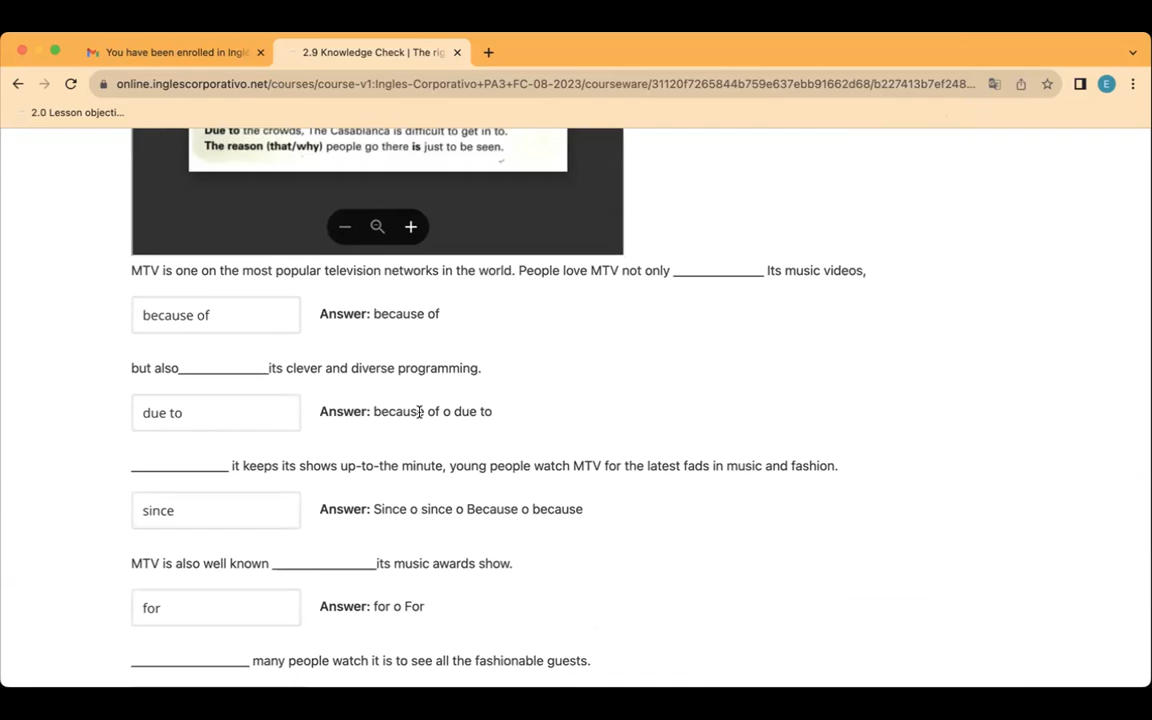 You have been enrolled in Ingl
2.9 Knowledge Check | The rig
online.inglescorporativo.net/courses/course-v1:Ingles-Corporativo+PA3+FC-08-2023/courseware/31120f7265844b759e637ebb91662d68/b227413b7ef248...
E
2.0 Lesson objecti...
Due to the crowds, The Casablanca is difficult to get in to.
The reason (that/why) people go there is just to be seen.
MTV is one on the most popular television networks in the world. People love MTV not only _____________ Its music videos,
because of Answer: because of
but also_____________its clever and diverse programming.
due to Answer: because of o due to
______________ it keeps its shows up-to-the minute, young people watch MTV for the latest fads in music and fashion.
since Answer: Since o since o Because o because
MTV is also well known _______________its music awards show.
for Answer: for o For
_________________ many people watch it is to see all the fashionable guests.